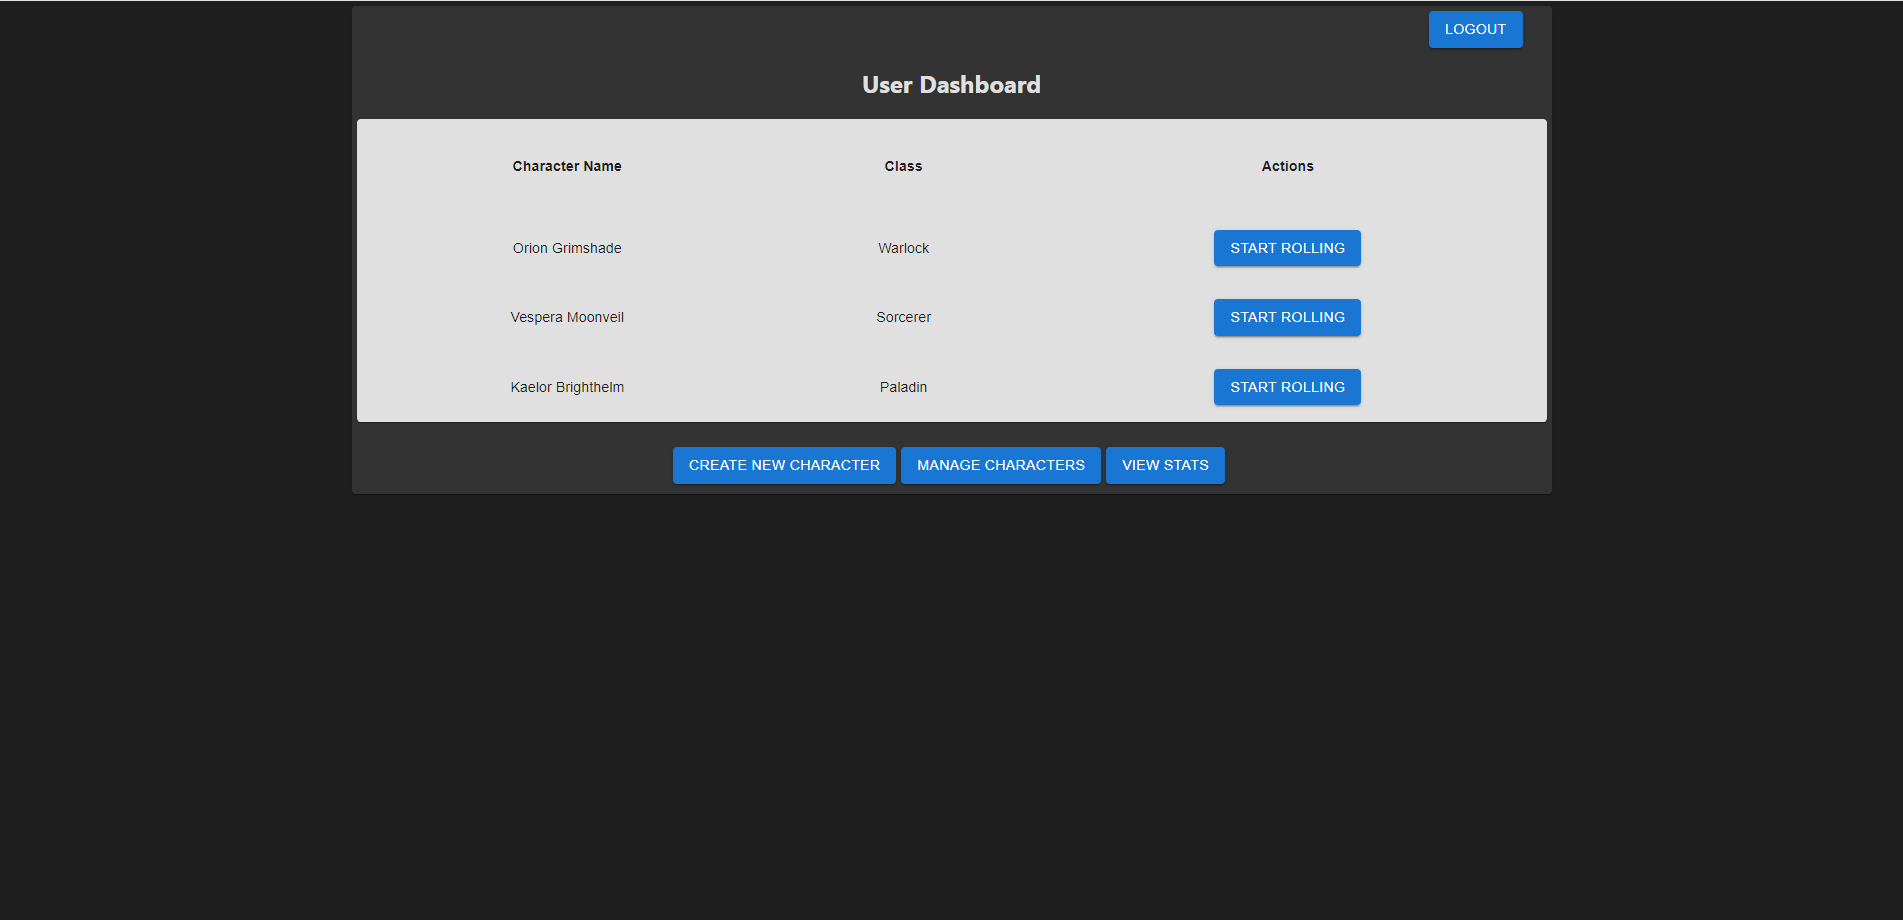 LOGOUT
User Dashboard
Character Name Class Actions
Orion Grimshade Warlock START ROLLING
Vespera Moonveil Sorcerer START ROLLING
Kaelor Brighthelm Paladin START ROLLING
CREATE NEW CHARACTER MANAGE CHARACTERS VIEW STATS